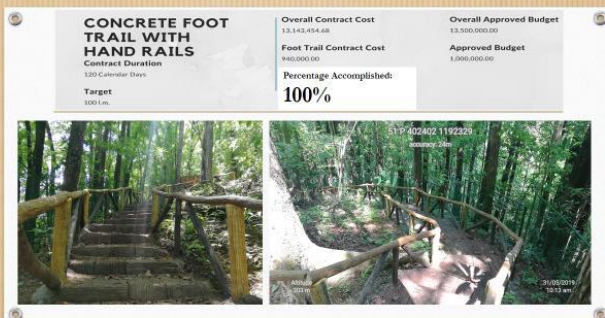 CONCRETE FOOT
TRAIL WITH
HAND RAILS
Contract Duration
120 Calendar Days
Target
100 l.m.
Overall Contract Cost
13,143,454.68
Foot Trail Contract Cost
940,000.00
Percentage Accomplished:
100%
Overall Approved Budget
13,500,000.00
Approved Budget
1,000,000.00
51 P 402402 1192329
accuracy: 24m
Altitude
303 m
31/05/2019
10:13 am